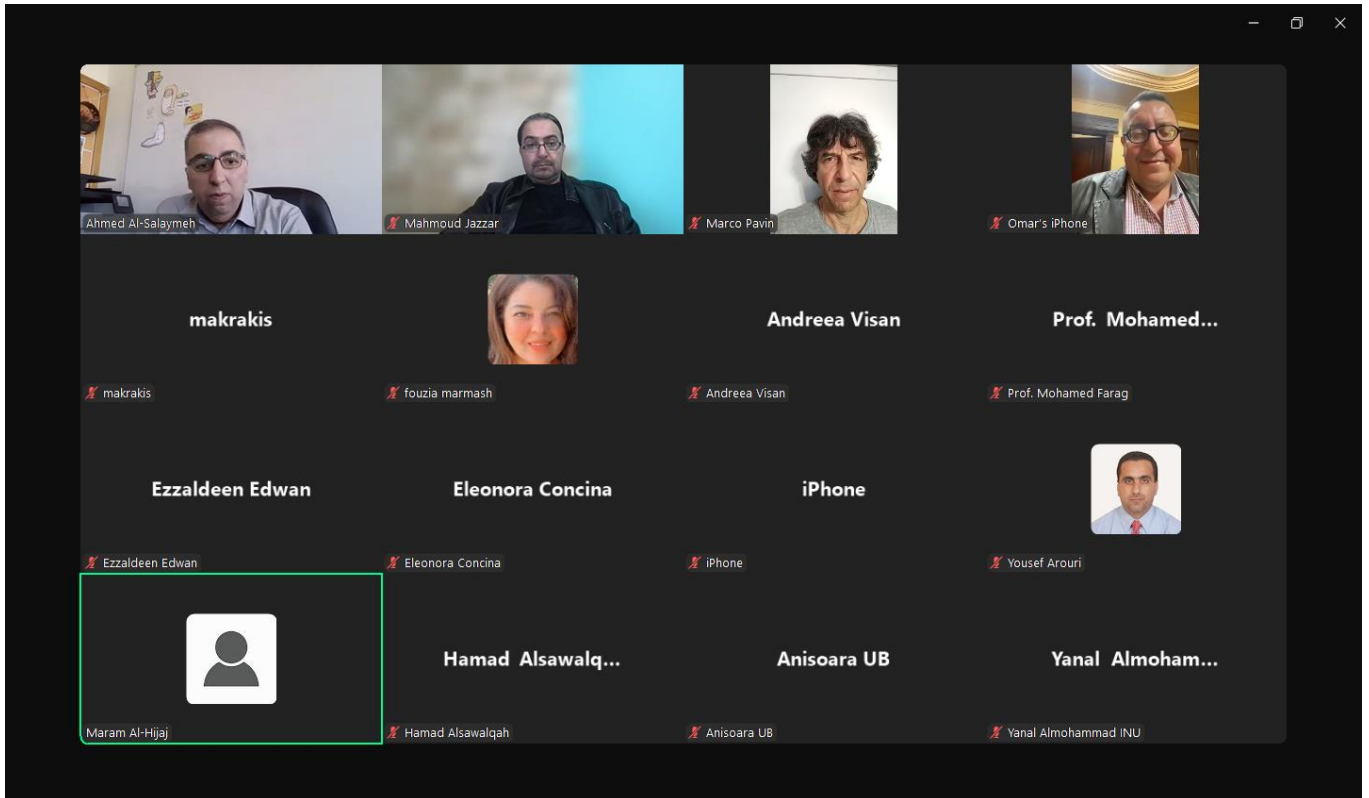 Ahmed Al-Salaymeh
Mahmoud Jazzar
Marco Pavin
Omar's iPhone
makrakis
Andreea Visan
Prof. Mohamed...
makrakis
fouzia marmash
Andreea Visan
Prof. Mohamed Farag
Ezzaldeen Edwan
Eleonora Concina
iPhone
Ezzaldeen Edwan
Eleonora Concina
iPhone
Yousef Arouri
Hamad Alsawalq...
Anisoara UB
Yanal Almoham...
Maram Al-Hijaj
Hamad Alsawalqah
Anisoara UB
Yanal Almohammad INU